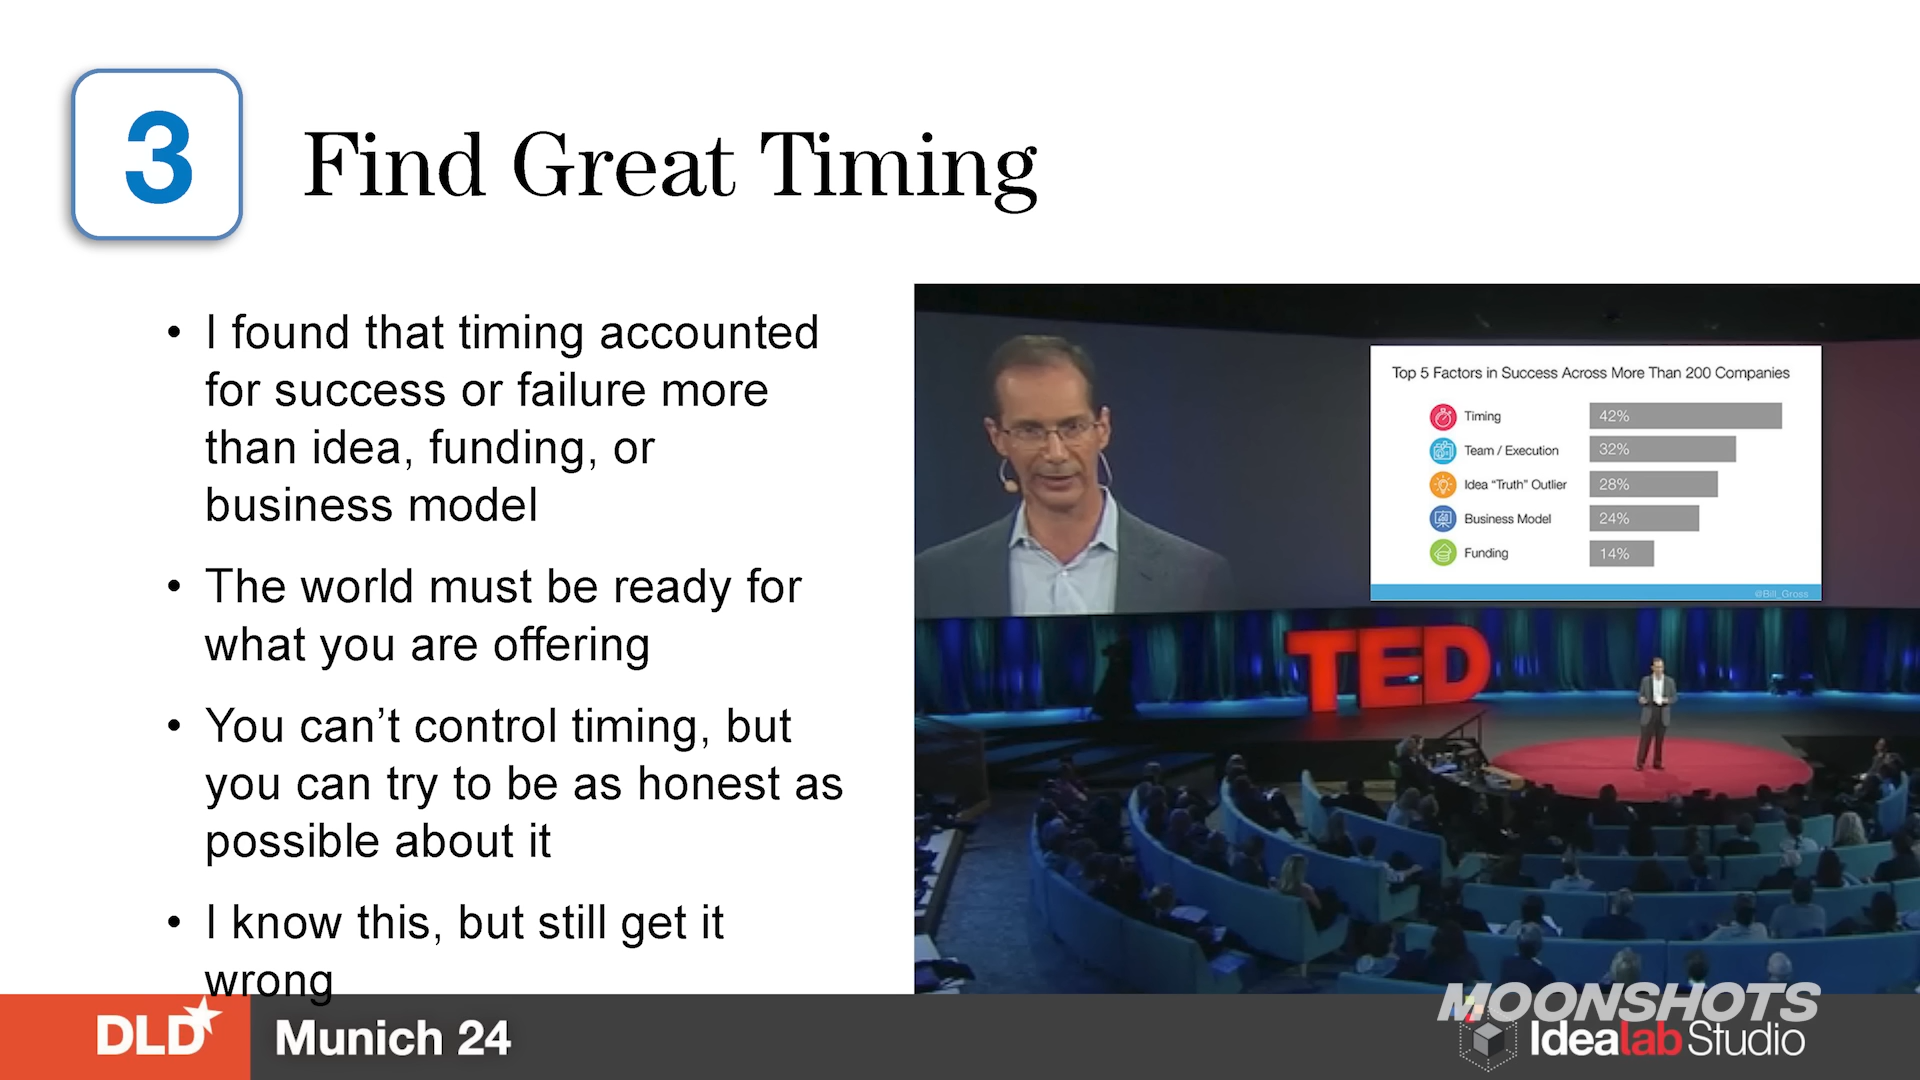 3
Find Great Timing
• I found that timing accounted
for success or failure more
than idea, funding, or
business model
• The world must be ready for
what you are offering
• You can’t control timing, but
you can try to be as honest as
possible about it
• I know this, but still get it
wrong
Top 5 Factors in Success Across More Than 200 Companies
Timing 42%
Team / Execution 32%
Idea “Truth” Outlier 28%
Business Model 24%
Funding 14%
@Bill_Gross
TED
DLD Munich 24
MOONSHOTS
Idealab Studio